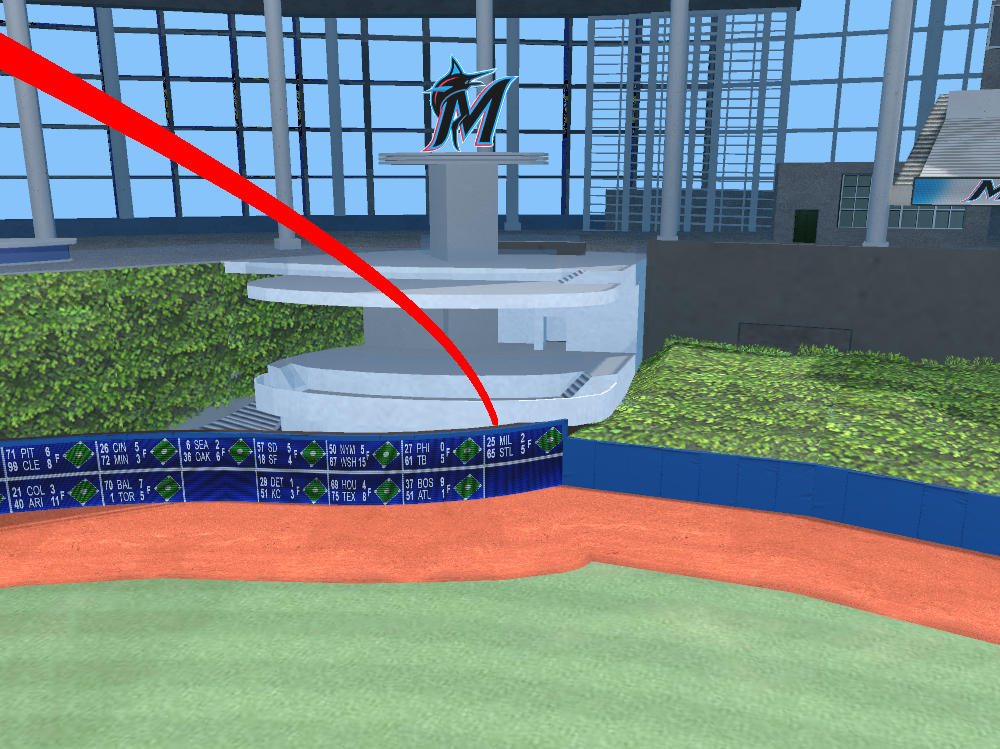 M
71 PIT 6
99 CLE 8 F
26 CIN 5
72 MIN 3 F
6 SEA 2
36 OAK 6 F
57 SD 5
18 SF 4 F
50 NYM 5
67 WSH 15 F
27 PHI 0
61 TB 5 F
25 MIL 2
65 STL 5 F
21 COL 3
40 ARI 11 F
70 BAL 7
1 TOR 5 F
29 DET 1
51 KC 3 F
69 HOU 4
75 TEX 8 F
37 BOS 9
51 ATL 1 F